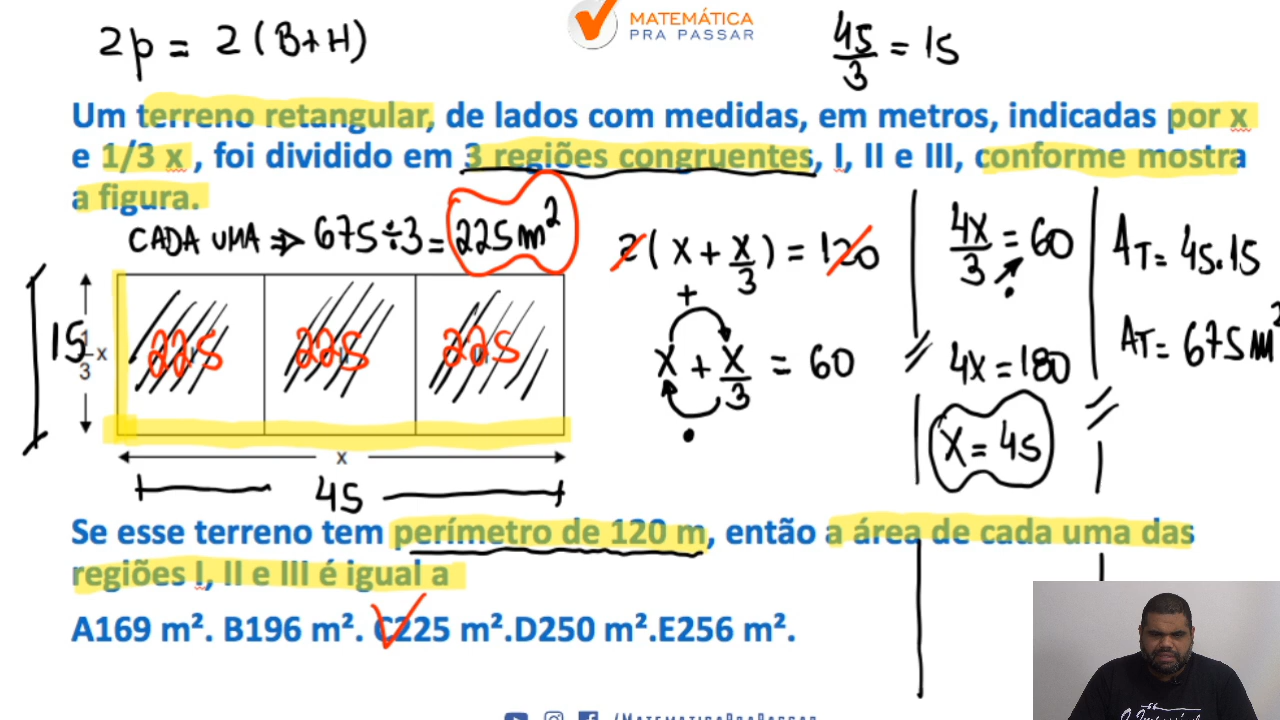 MATEMÁTICA
PRA PASSAR
2p = 2(B+H)
45/3 = 15
Um terreno retangular, de lados com medidas, em metros, indicadas por x
e 1/3 x , foi dividido em 3 regiões congruentes, I, II e III, conforme mostra
a figura.
CADA UMA ⇒ 675÷3 = 225m²
15
1/3 x
225 225 225
x
45
2(x + x/3) = 120
+
x + x/3 = 60
•
4x/3 = 60
•
4x = 180
x = 45
AT = 45.15
AT = 675m²
Se esse terreno tem perímetro de 120 m, então a área de cada uma das
regiões I, II e III é igual a
A169 m². B196 m². C225 m².D250 m².E256 m².